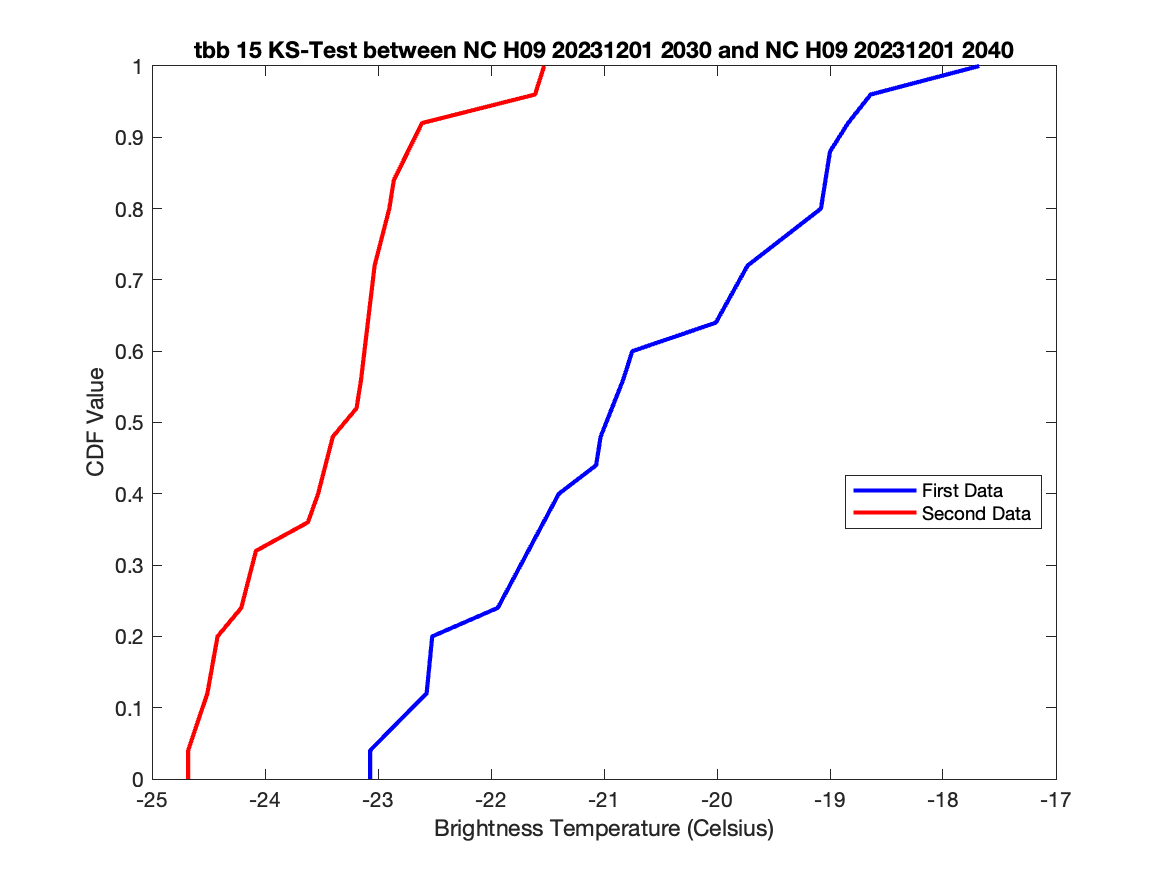 tbb 15 KS-Test between NC H09 20231201 2030 and NC H09 20231201 2040
1
0.9
0.8
0.7
0.6
0.5
0.4
0.3
0.2
0.1
0
CDF Value
First Data
Second Data
-25 -24 -23 -22 -21 -20 -19 -18 -17
Brightness Temperature (Celsius)